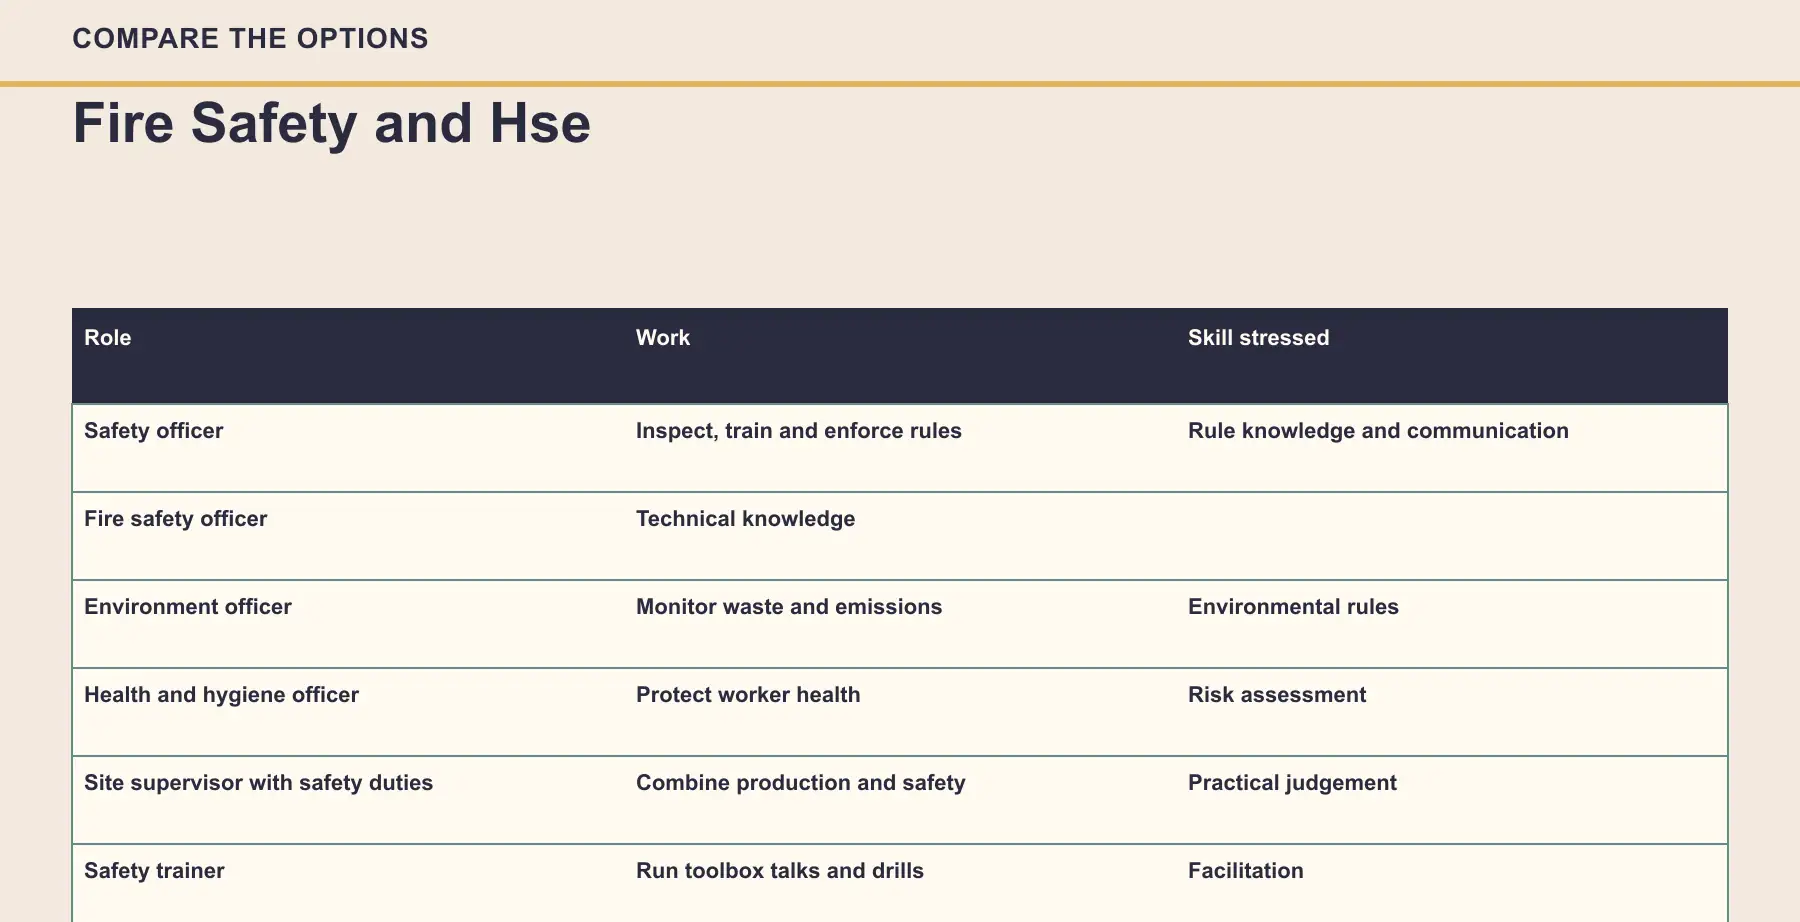 COMPARE THE OPTIONS
Fire Safety and Hse
Role Work Skill stressed
Safety officer Inspect, train and enforce rules Rule knowledge and communication
Fire safety officer Technical knowledge
Environment officer Monitor waste and emissions Environmental rules
Health and hygiene officer Protect worker health Risk assessment
Site supervisor with safety duties Combine production and safety Practical judgement
Safety trainer Run toolbox talks and drills Facilitation